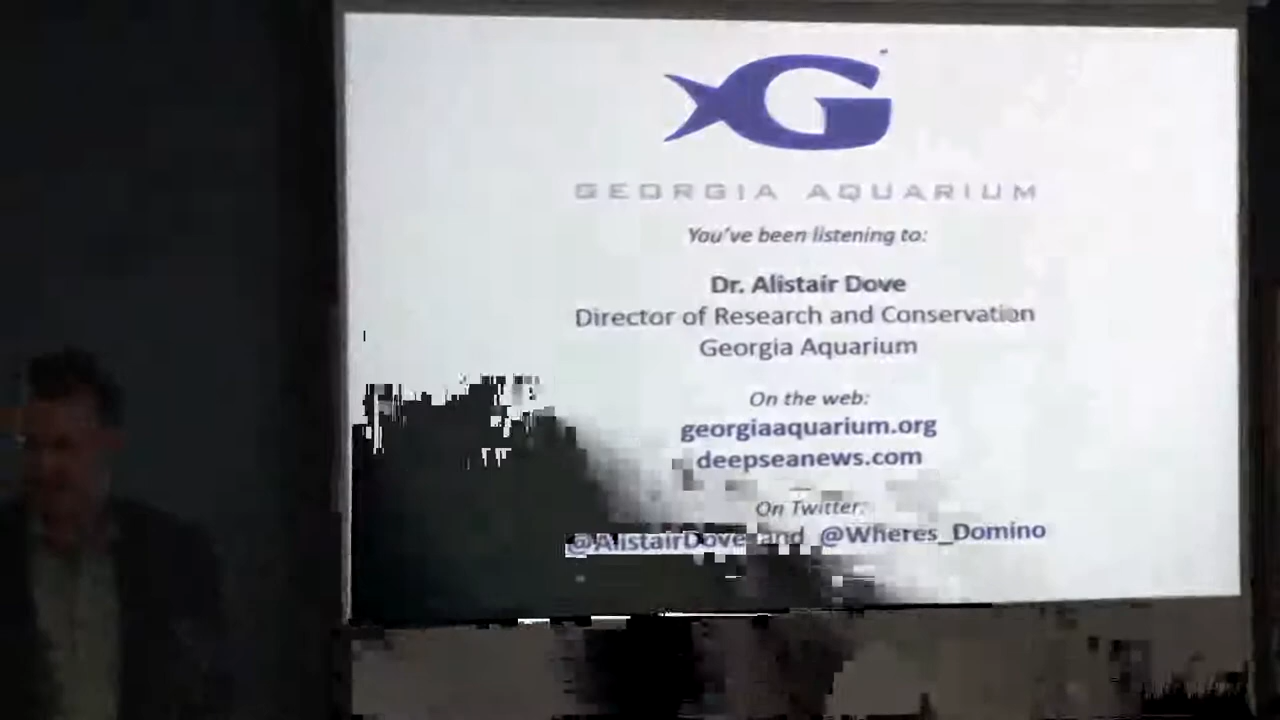 G
GEORGIA AQUARIUM
You've been listening to:
Dr. Alistair Dove
Director of Research and Conservation
Georgia Aquarium
On the web:
georgiaaquarium.org
deepseanews.com
On Twitter:
@AlistairDove and @Wheres_Domino